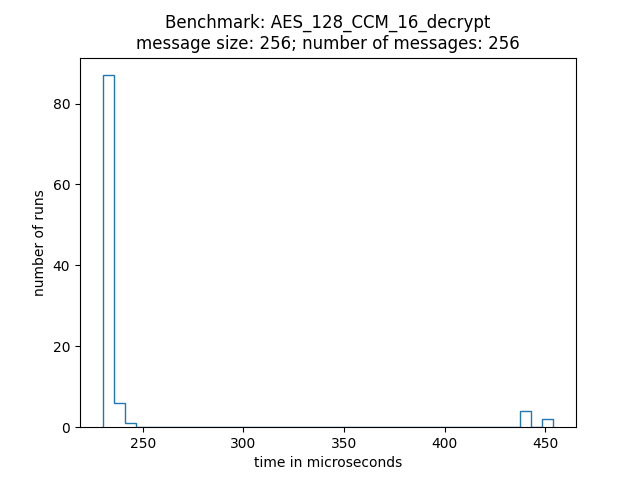 Benchmark: AES_128_CCM_16_decrypt
message size: 256; number of messages: 256
number of runs
80
60
40
20
0
250
300
350
400
450
time in microseconds